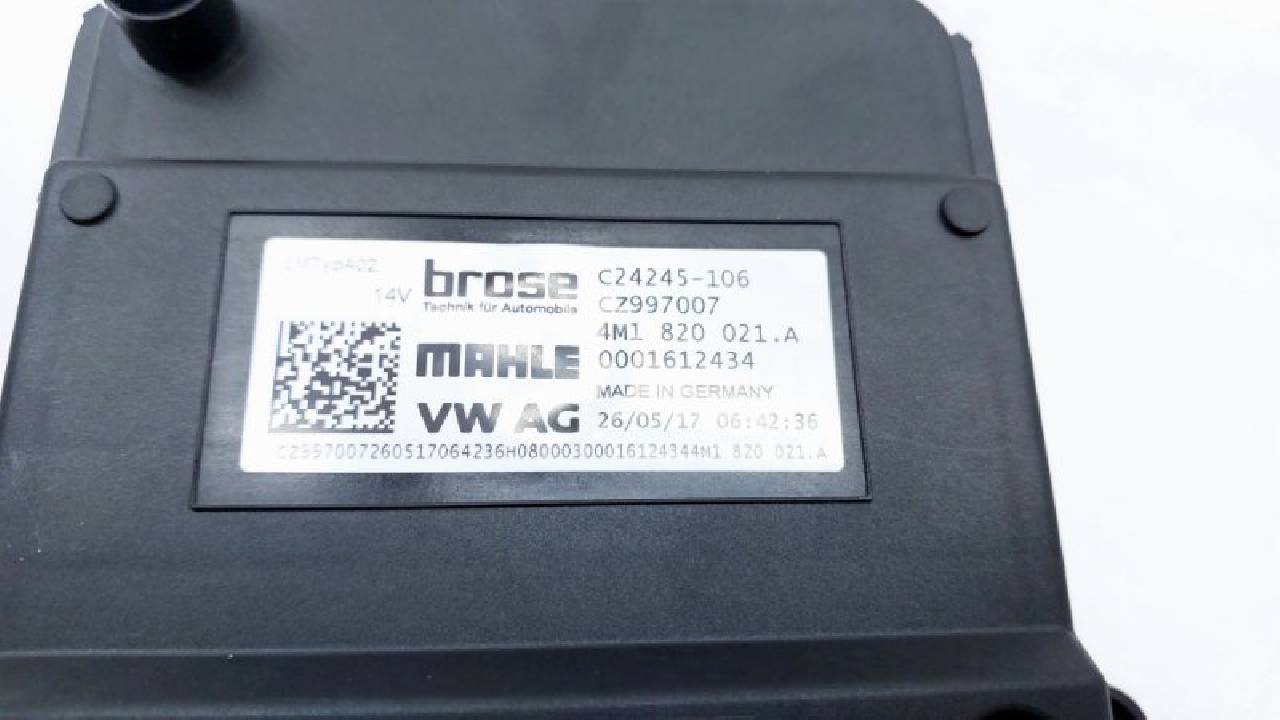 14V
brose
Technik für Automobile
C24245-106
CZ997007
4M1 820 021.A
MAHLE
0001612434
MADE IN GERMANY
VW AG
26/05/17 06:42:36
CZ997007260517064236H08000300016124344M1 820 021.A